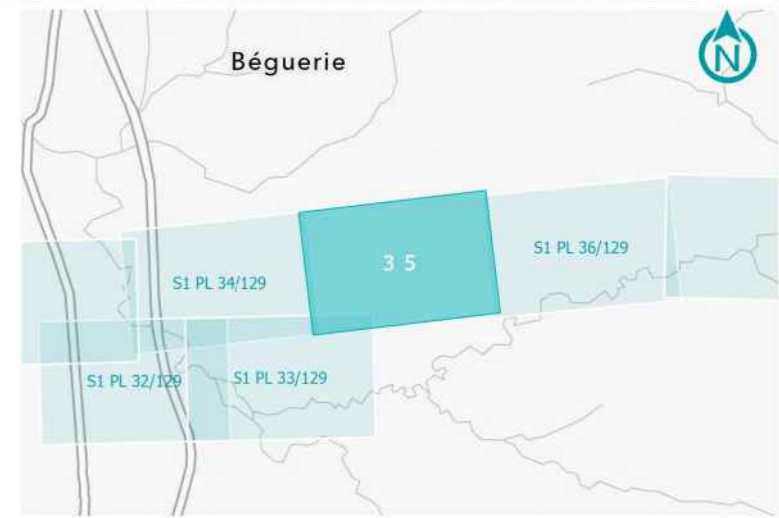 Béguerie
N
3 5
S1 PL 36/129
S1 PL 34/129
S1 PL 32/129
S1 PL 33/129